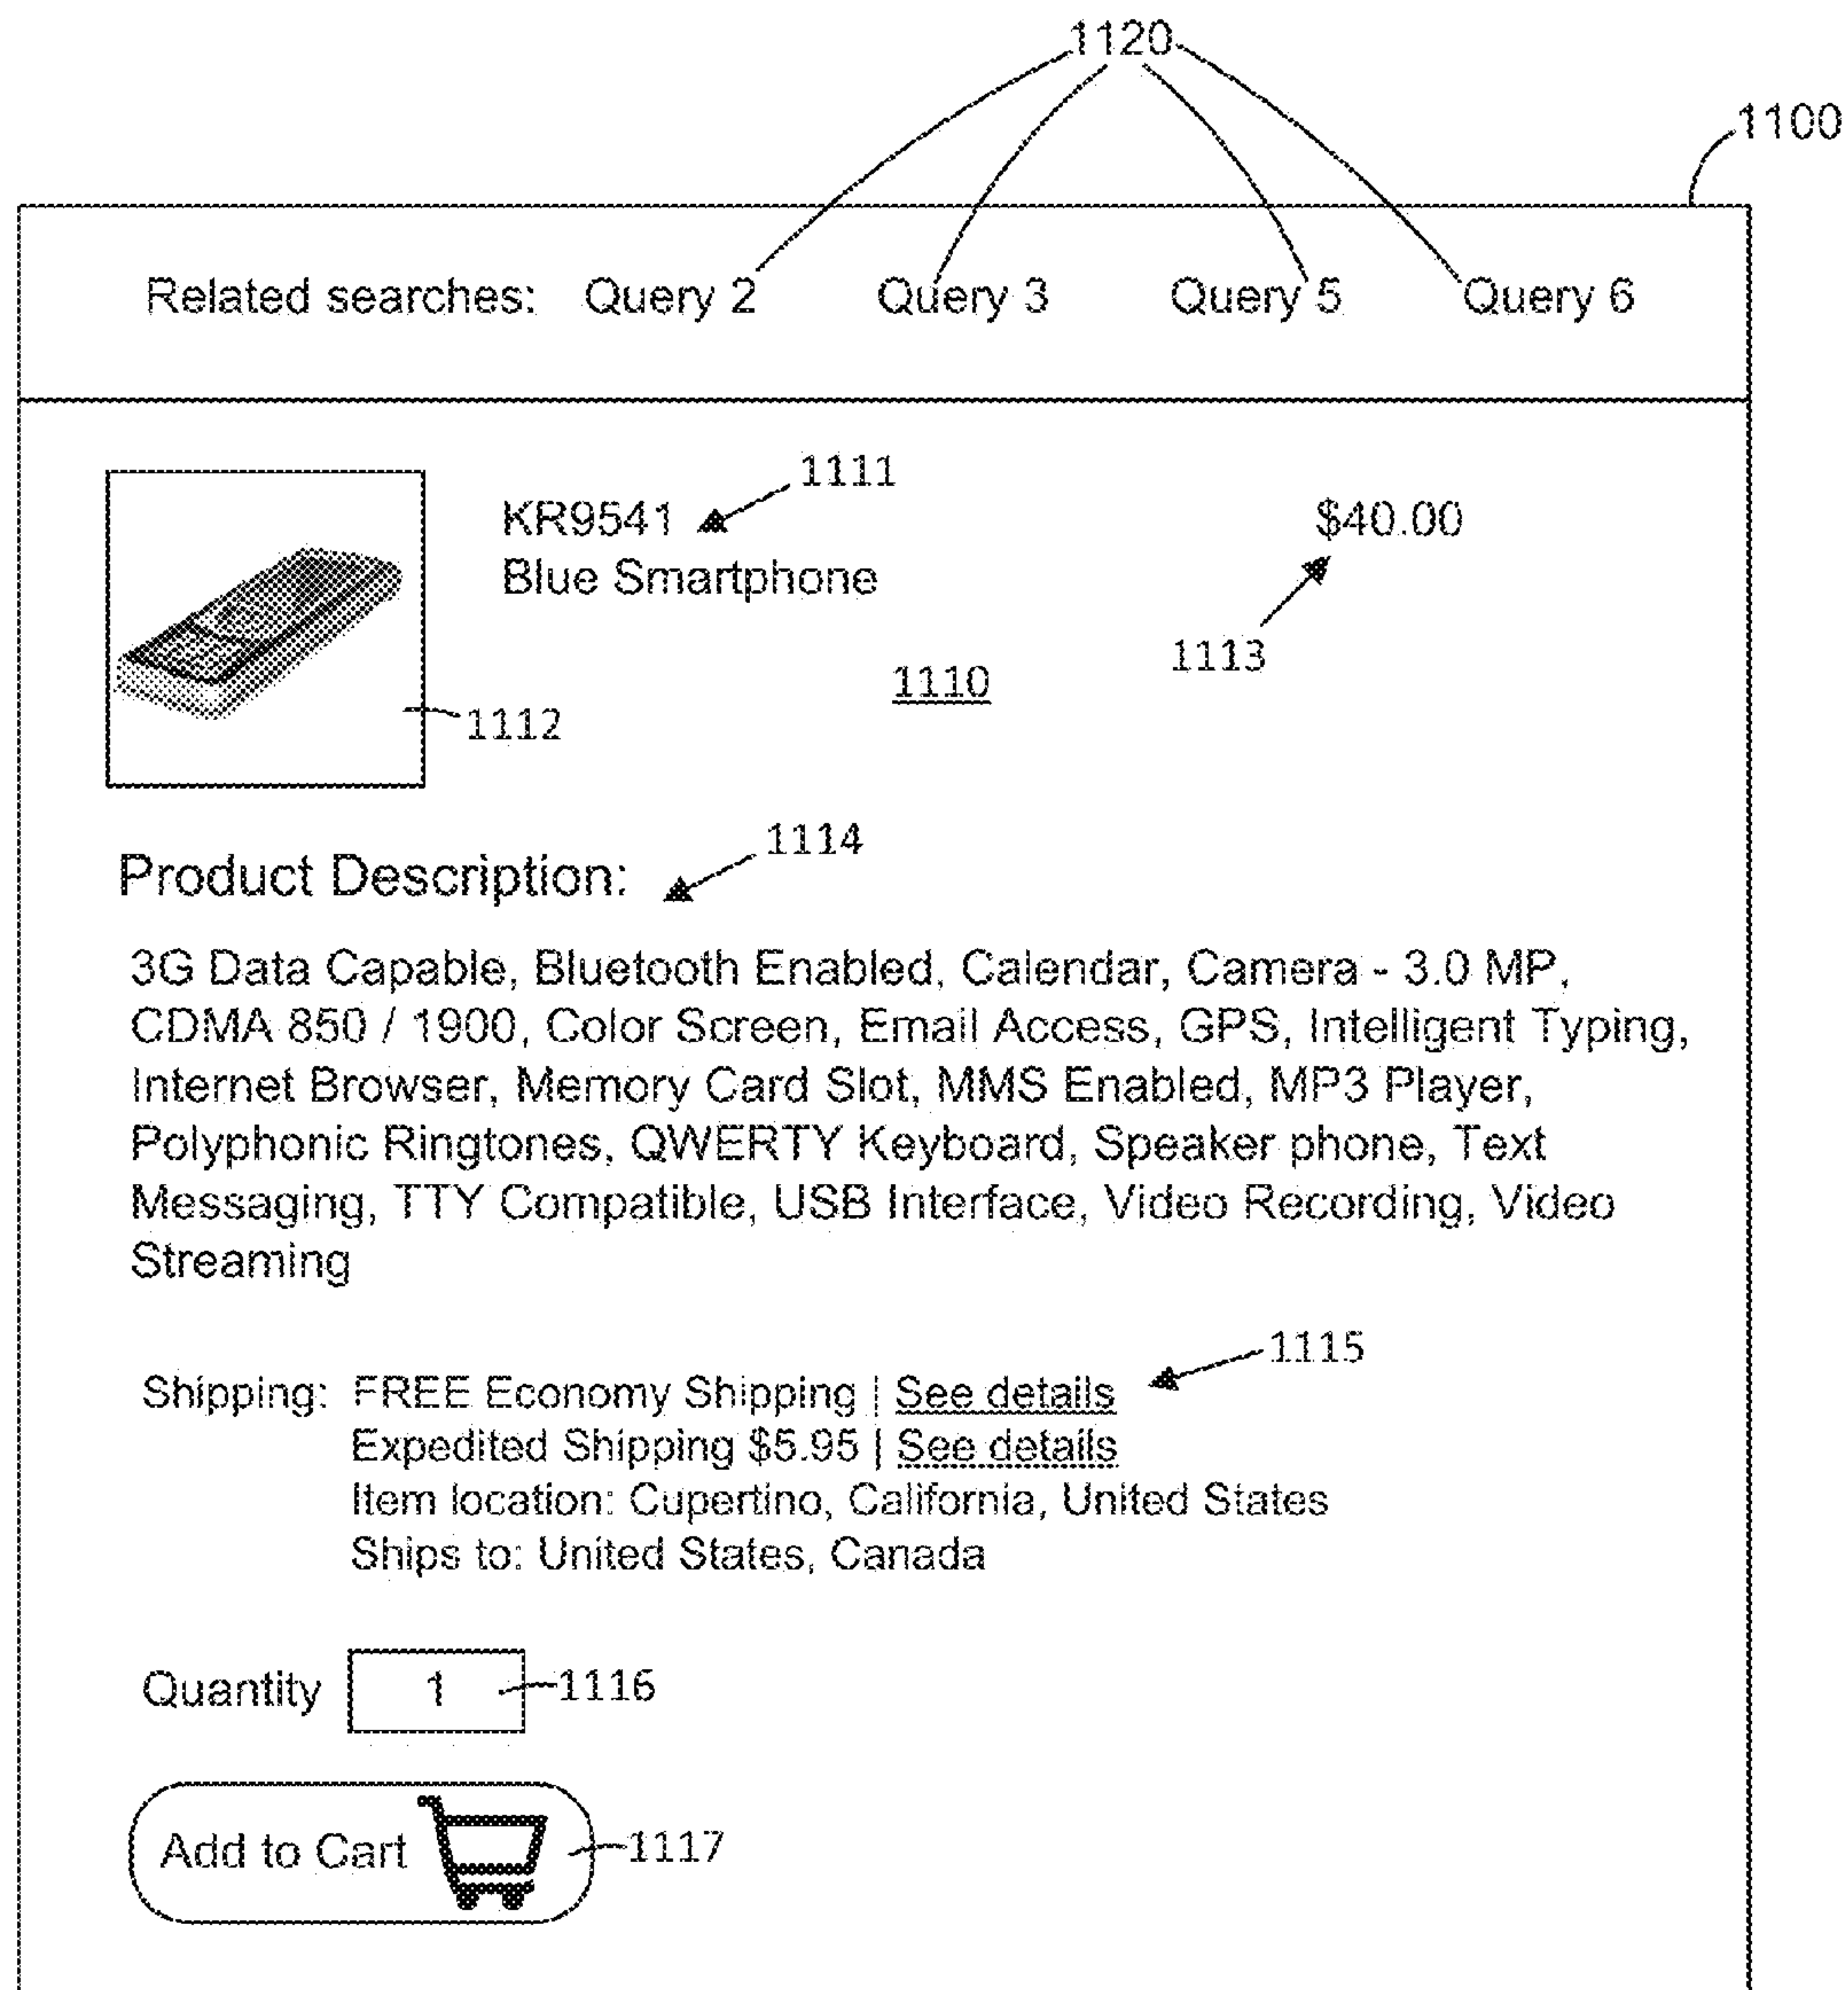 1120
1100
Related searches: Query 2 Query 3 Query 5 Query 6
1111
KR9541 $40.00
Blue Smartphone
1113
1110
1112
1114
Product Description:
3G Data Capable, Bluetooth Enabled, Calendar, Camera - 3.0 MP,
CDMA 850 / 1900, Color Screen, Email Access, GPS, Intelligent Typing,
Internet Browser, Memory Card Slot, MMS Enabled, MP3 Player,
Polyphonic Ringtones, QWERTY Keyboard, Speaker phone, Text
Messaging, TTY Compatible, USB Interface, Video Recording, Video
Streaming
1115
Shipping: FREE Economy Shipping | See details
Expedited Shipping $5.95 | See details
Item location: Cupertino, California, United States
Ships to: United States, Canada
Quantity 1 1116
Add to Cart 1117